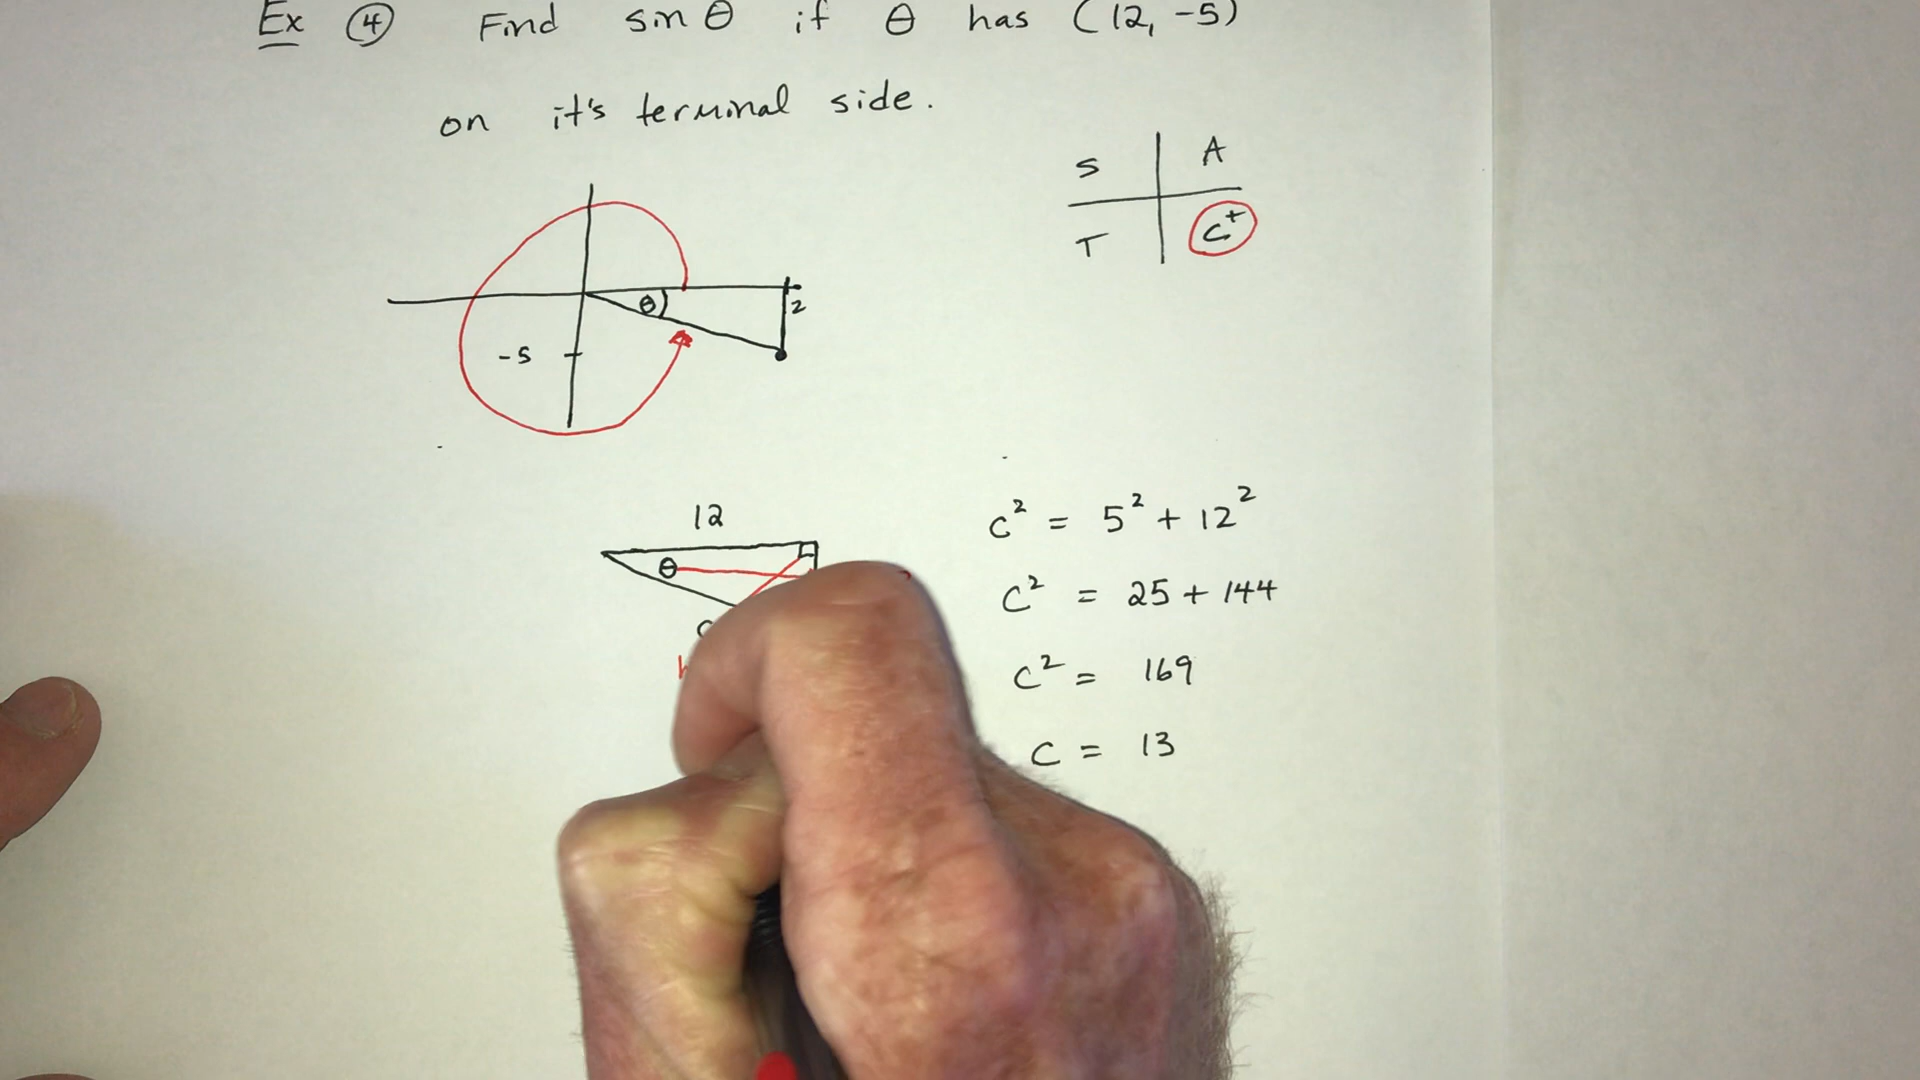 Ex ④ Find sin θ if θ has (12, -5)
on it's terminal side.
S A
T C+
θ
2
-5
12
θ
c² = 5² + 12²
c² = 25 + 144
c² = 169
c = 13